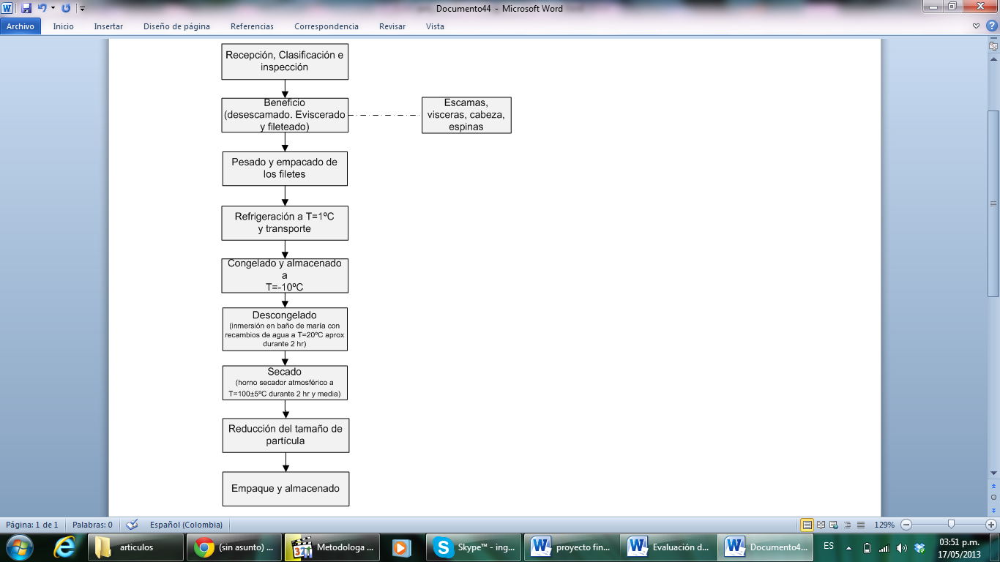 Documento44 - Microsoft Word
Archivo Inicio Insertar Diseño de página Referencias Correspondencia Revisar Vista
Recepción, Clasificación e
inspección
Beneficio
(desescamado. Eviscerado
y fileteado)
Escamas,
visceras, cabeza,
espinas
Pesado y empacado de
los filetes
Refrigeración a T=1ºC
y transporte
Congelado y almacenado
a
T=-10ºC
Descongelado
(inmersión en baño de maría con
recambios de agua a T=20ºC aprox
durante 2 hr)
Secado
(horno secador atmosférico a
T=100±5ºC durante 2 hr y media)
Reducción del tamaño de
partícula
Empaque y almacenado
Página: 1 de 1 Palabras: 0 Español (Colombia) 129%
articulos (sin asunto) ... Metodologa ... Skype™ - ing... proyecto fin... Evaluación d... Documento4... ES 03:51 p.m.
17/05/2013